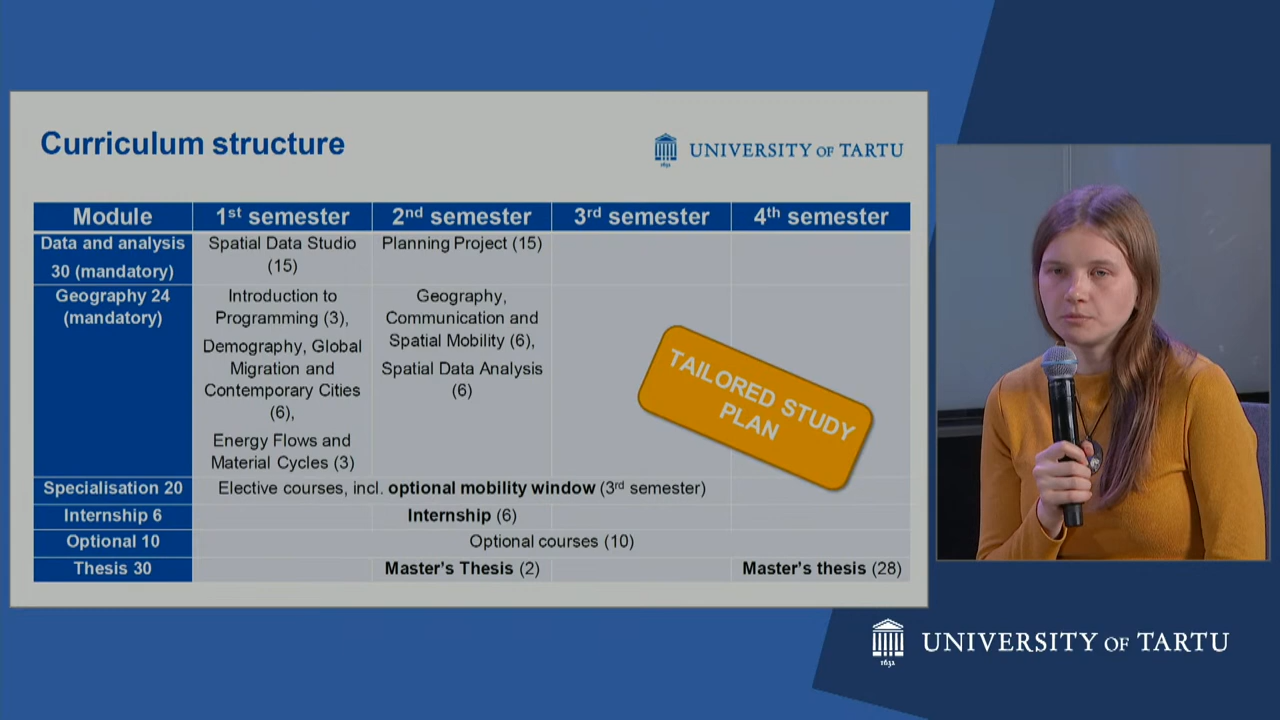 Curriculum structure
UNIVERSITY OF TARTU
1632
Module
1st semester
2nd semester
3rd semester
4th semester
Data and analysis
30 (mandatory)
Spatial Data Studio
(15)
Planning Project (15)
Geography 24
(mandatory)
Introduction to
Programming (3),
Demography, Global
Migration and
Contemporary Cities
(6),
Energy Flows and
Material Cycles (3)
Geography,
Communication and
Spatial Mobility (6),
Spatial Data Analysis
(6)
TAILORED STUDY
PLAN
Specialisation 20
Elective courses, incl. optional mobility window (3rd semester)
Internship 6
Internship (6)
Optional 10
Optional courses (10)
Thesis 30
Master's Thesis (2)
Master's thesis (28)
UNIVERSITY OF TARTU
1632